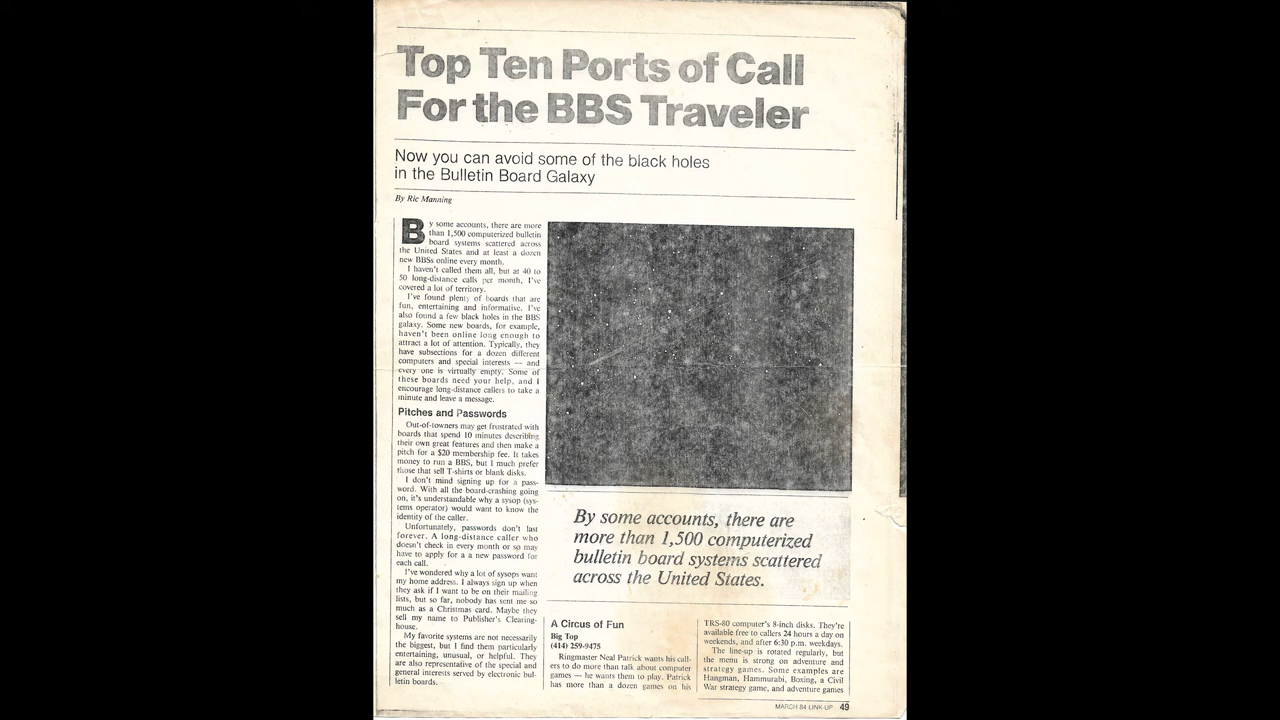 Top Ten Ports of Call
For the BBS Traveler
Now you can avoid some of the black holes
in the Bulletin Board Galaxy
By Ric Manning
By some accounts, there are more
than 1,500 computerized bulletin
board systems scattered across
the United States and at least a dozen
new BBSs online every month.
I haven't called them all, but at 40 to
50 long-distance calls per month, I've
covered a lot of territory.
I've found plenty of boards that are
fun, entertaining and informative. I've
also found a few black holes in the BBS
galaxy. Some new boards, for example,
haven't been online long enough to
attract a lot of attention. Typically, they
have subsections for a dozen different
computers and special interests — and
every one is virtually empty. Some of
these boards need your help, and I
encourage long-distance callers to take a
minute and leave a message.
Pitches and Passwords
Out-of-towners may get frustrated with
boards that spend 10 minutes describing
their own great features and then make a
pitch for a $20 membership fee. It takes
money to run a BBS, but I much prefer
those that sell T-shirts or blank disks.
I don't mind signing up for a pass-
word. With all the board-crashing going
on, it's understandable why a sysop (sys-
tems operator) would want to know the
identity of the caller.
Unfortunately, passwords don't last
forever. A long-distance caller who
doesn't check in every month or so may
have to apply for a a new password for
each call.
I've wondered why a lot of sysops want
my home address. I always sign up when
they ask if I want to be on their mailing
lists, but so far, nobody has sent me so
much as a Christmas card. Maybe they
sell my name to Publisher's Clearing-
house.
My favorite systems are not necessarily
the biggest, but I find them particularly
entertaining, unusual, or helpful. They
are also representative of the special and
general interests served by electronic bul-
letin boards.
By some accounts, there are
more than 1,500 computerized
bulletin board systems scattered
across the United States.
A Circus of Fun
Big Top
(414) 259-9475
Ringmaster Neal Patrick wants his call-
ers to do more than talk about computer
games — he wants them to play. Patrick
has more than a dozen games on his
TRS-80 computer's 8-inch disks. They're
available free to callers 24 hours a day on
weekends, and after 6:30 p.m. weekdays.
The line-up is rotated regularly, but
the menu is strong on adventure and
strategy games. Some examples are
Hangman, Hammurabi, Boxing, a Civil
War strategy game, and adventure games
MARCH 84 LINK-UP 49